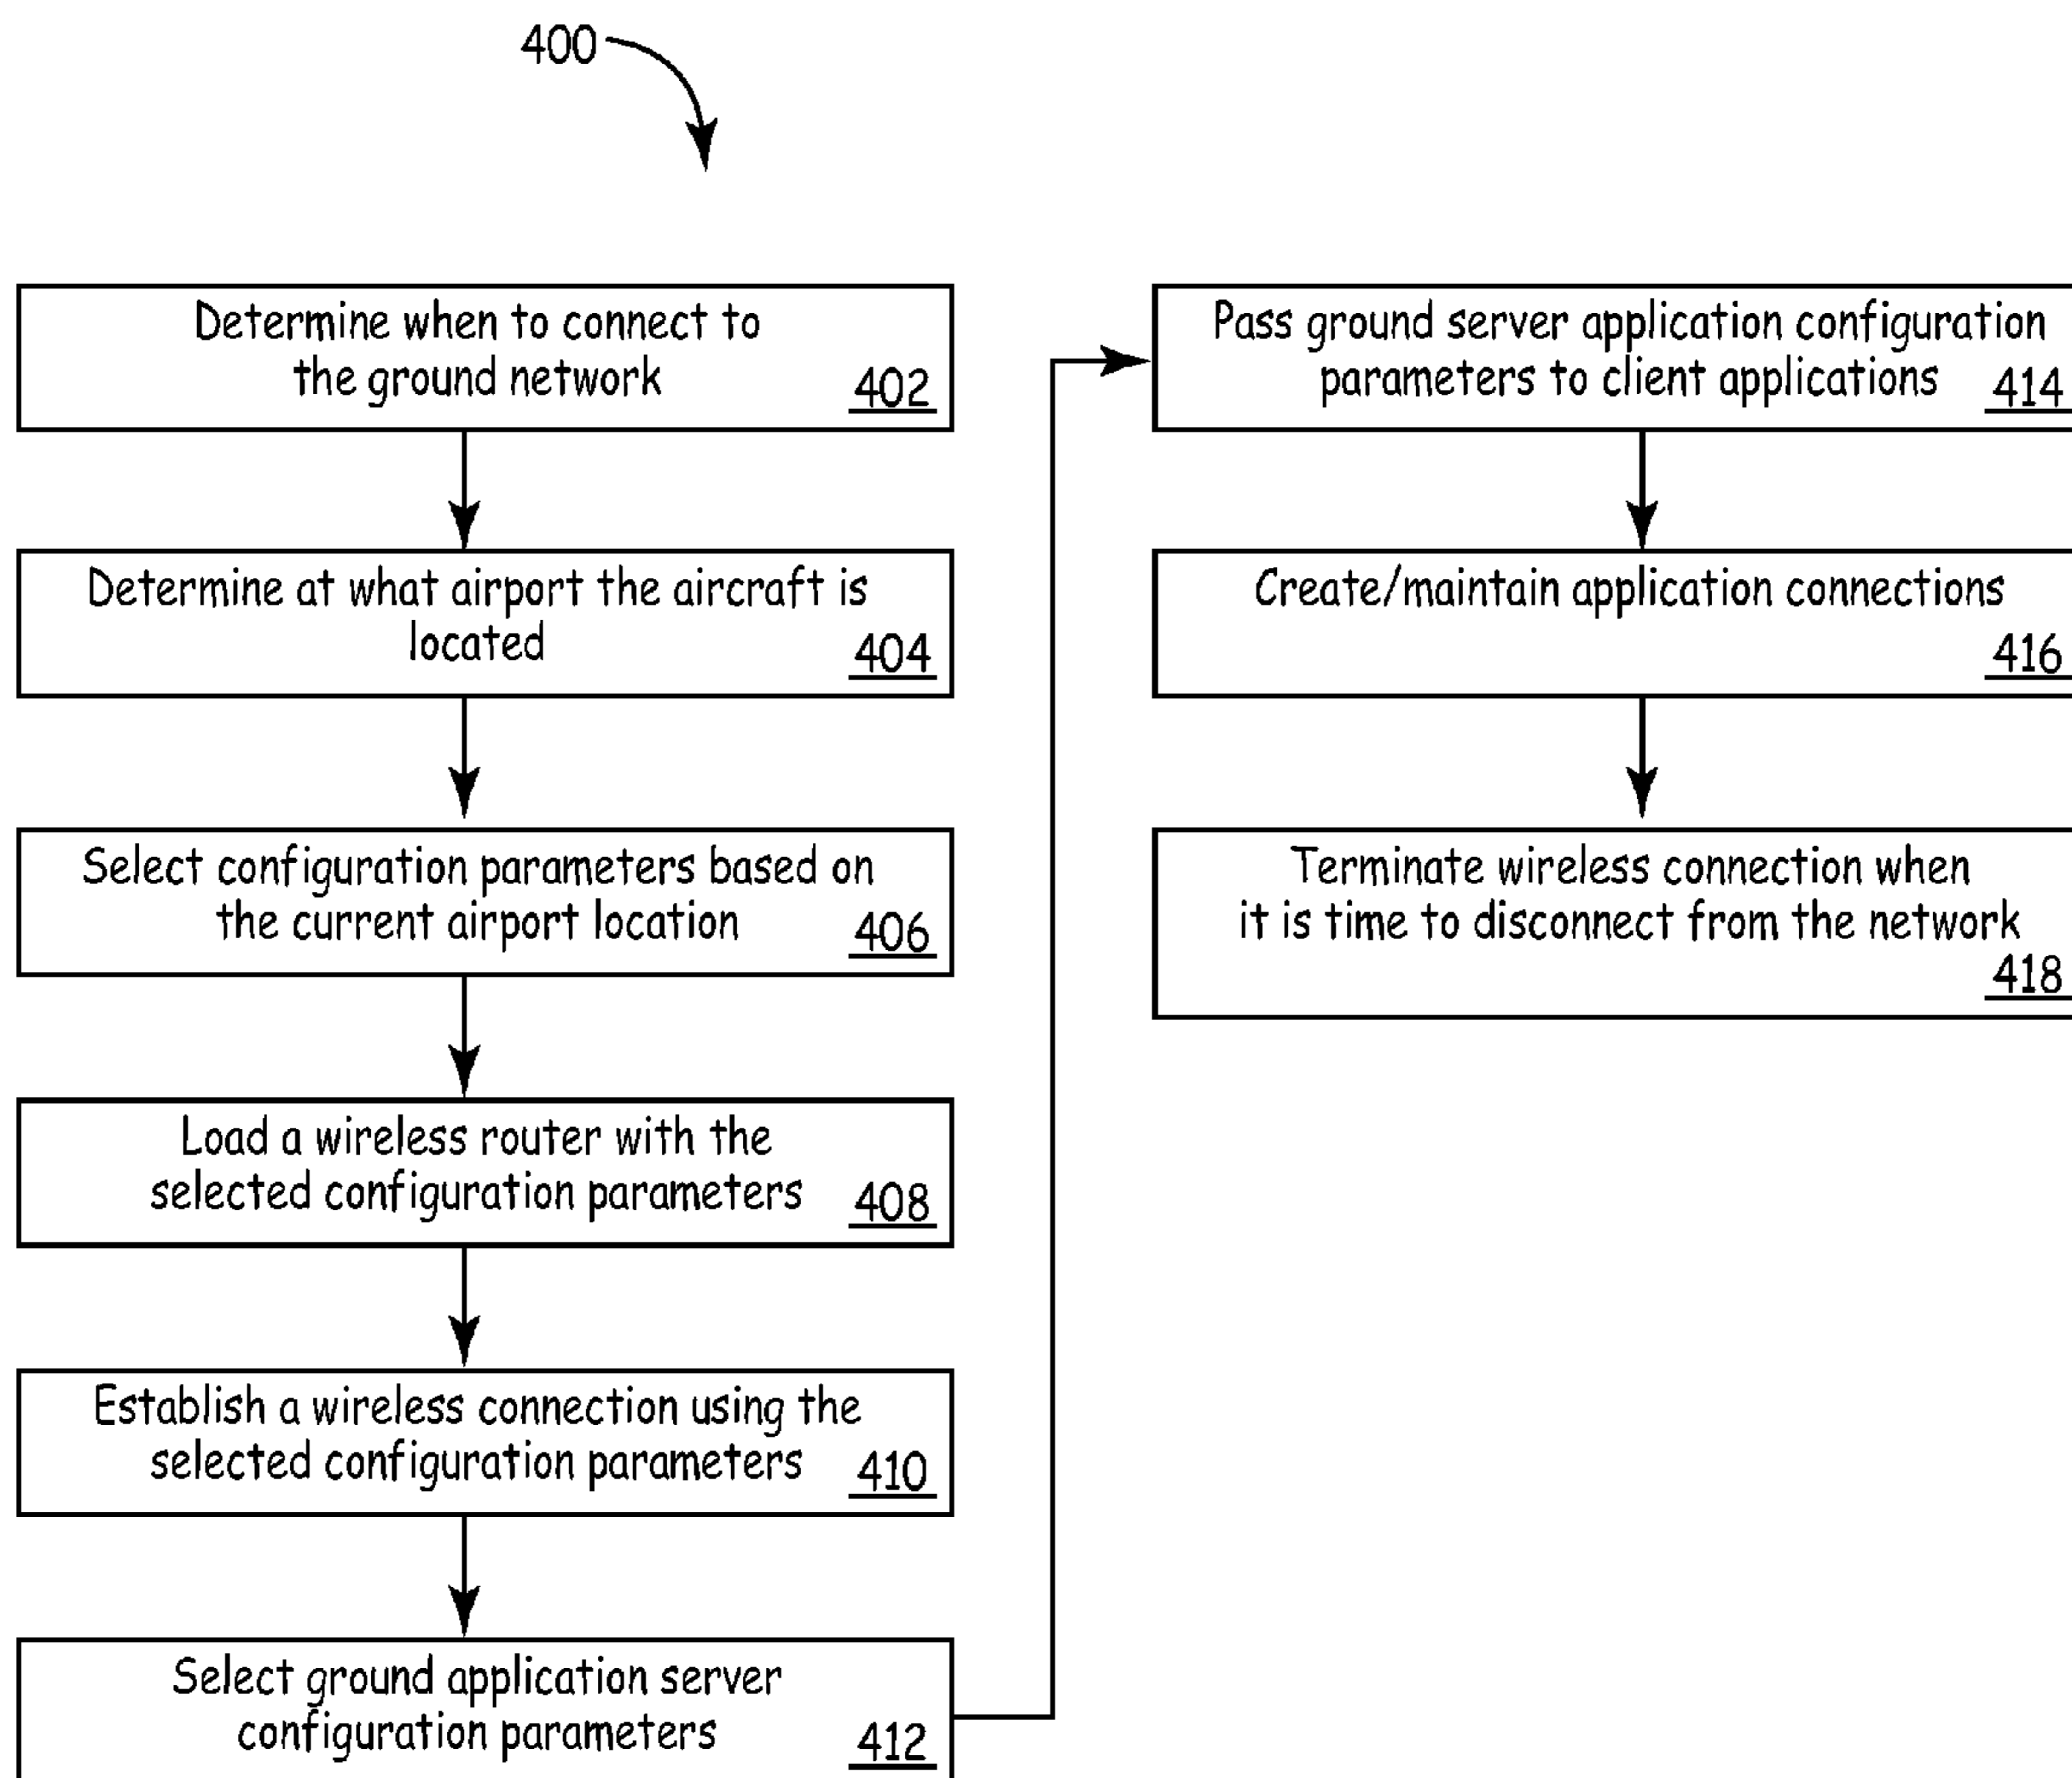 400
Determine when to connect to
the ground network
402
Determine at what airport the aircraft is
located
404
Select configuration parameters based on
the current airport location
406
Load a wireless router with the
selected configuration parameters
408
Establish a wireless connection using the
selected configuration parameters
410
Select ground application server
configuration parameters
412
Pass ground server application configuration
parameters to client applications
414
Create/maintain application connections
416
Terminate wireless connection when
it is time to disconnect from the network
418